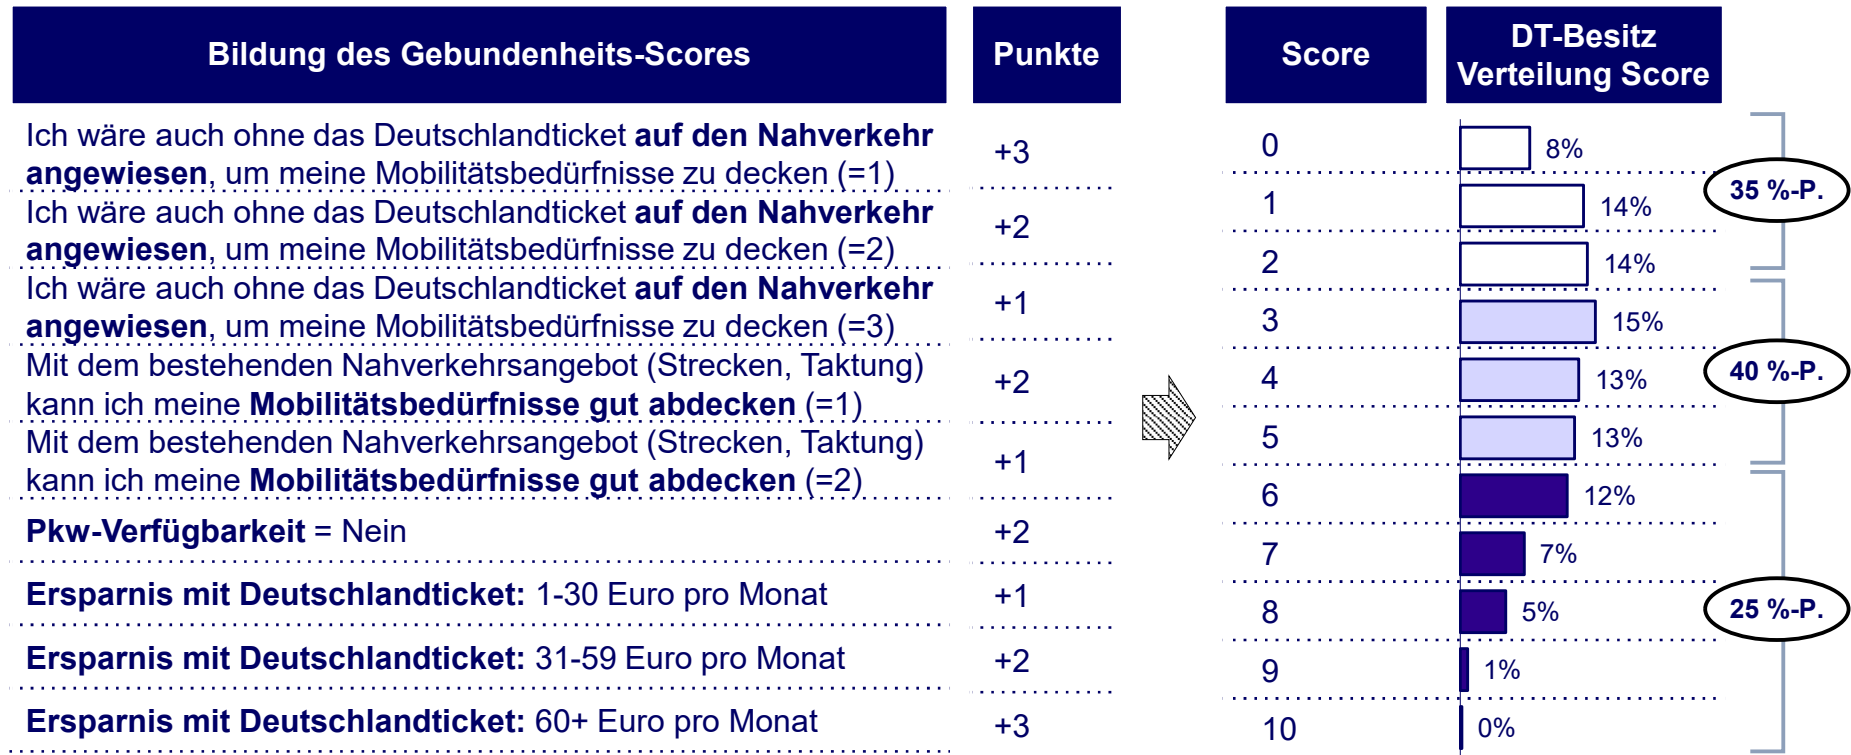 Bildung des Gebundenheits-Scores
Punkte
Ich wäre auch ohne das Deutschlandticket auf den Nahverkehr
angewiesen, um meine Mobilitätsbedürfnisse zu decken (=1)
+3
Ich wäre auch ohne das Deutschlandticket auf den Nahverkehr
angewiesen, um meine Mobilitätsbedürfnisse zu decken (=2)
+2
Ich wäre auch ohne das Deutschlandticket auf den Nahverkehr
angewiesen, um meine Mobilitätsbedürfnisse zu decken (=3)
+1
Mit dem bestehenden Nahverkehrsangebot (Strecken, Taktung)
kann ich meine Mobilitätsbedürfnisse gut abdecken (=1)
+2
Mit dem bestehenden Nahverkehrsangebot (Strecken, Taktung)
kann ich meine Mobilitätsbedürfnisse gut abdecken (=2)
+1
Pkw-Verfügbarkeit = Nein
+2
Ersparnis mit Deutschlandticket: 1-30 Euro pro Monat
+1
Ersparnis mit Deutschlandticket: 31-59 Euro pro Monat
+2
Ersparnis mit Deutschlandticket: 60+ Euro pro Monat
+3
Score
DT-Besitz
Verteilung Score
0
8%
1
14%
2
14%
35 %-P.
3
15%
4
13%
5
13%
40 %-P.
6
12%
7
7%
8
5%
9
1%
10
0%
25 %-P.